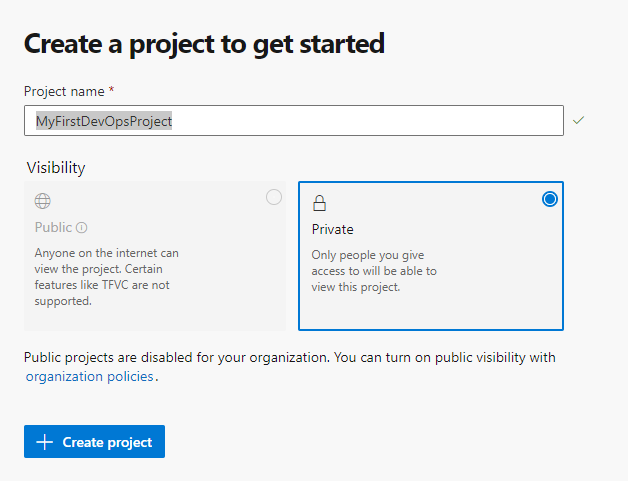 Create a project to get started
Project name *
MyFirstDevOpsProject
Visibility
Public
Anyone on the internet can
view the project. Certain
features like TFVC are not
supported.
Private
Only people you give
access to will be able to
view this project.
Public projects are disabled for your organization. You can turn on public visibility with
organization policies.
Create project